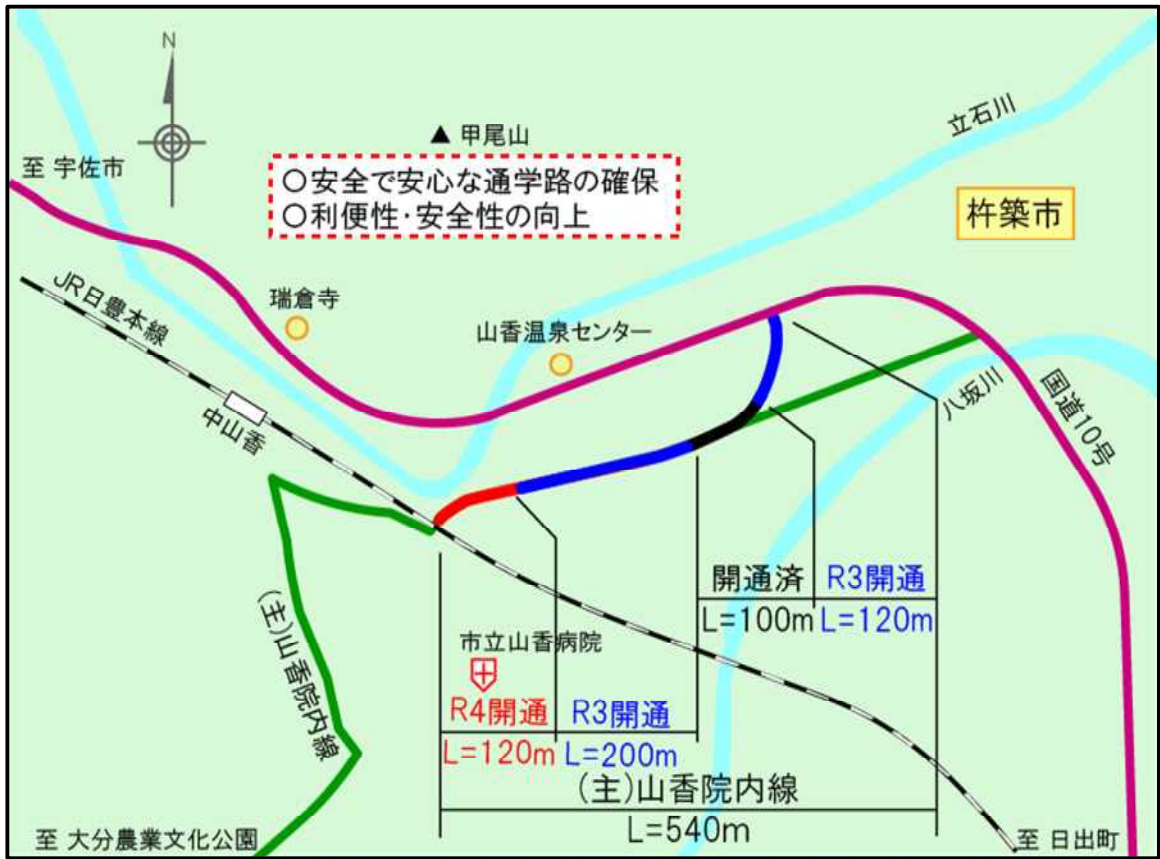 N
立石川
▲ 甲尾山
至 宇佐市
○安全で安心な通学路の確保
○利便性・安全性の向上
杵築市
JR日豊本線
瑞倉寺
山香温泉センター
中山香
八坂川
国道10号
開通済
R3開通
L=100m
L=120m
(主)山香院内線
市立山香病院
R4開通
R3開通
L=120m
L=200m
(主)山香院内線
L=540m
至 大分農業文化公園
至 日出町